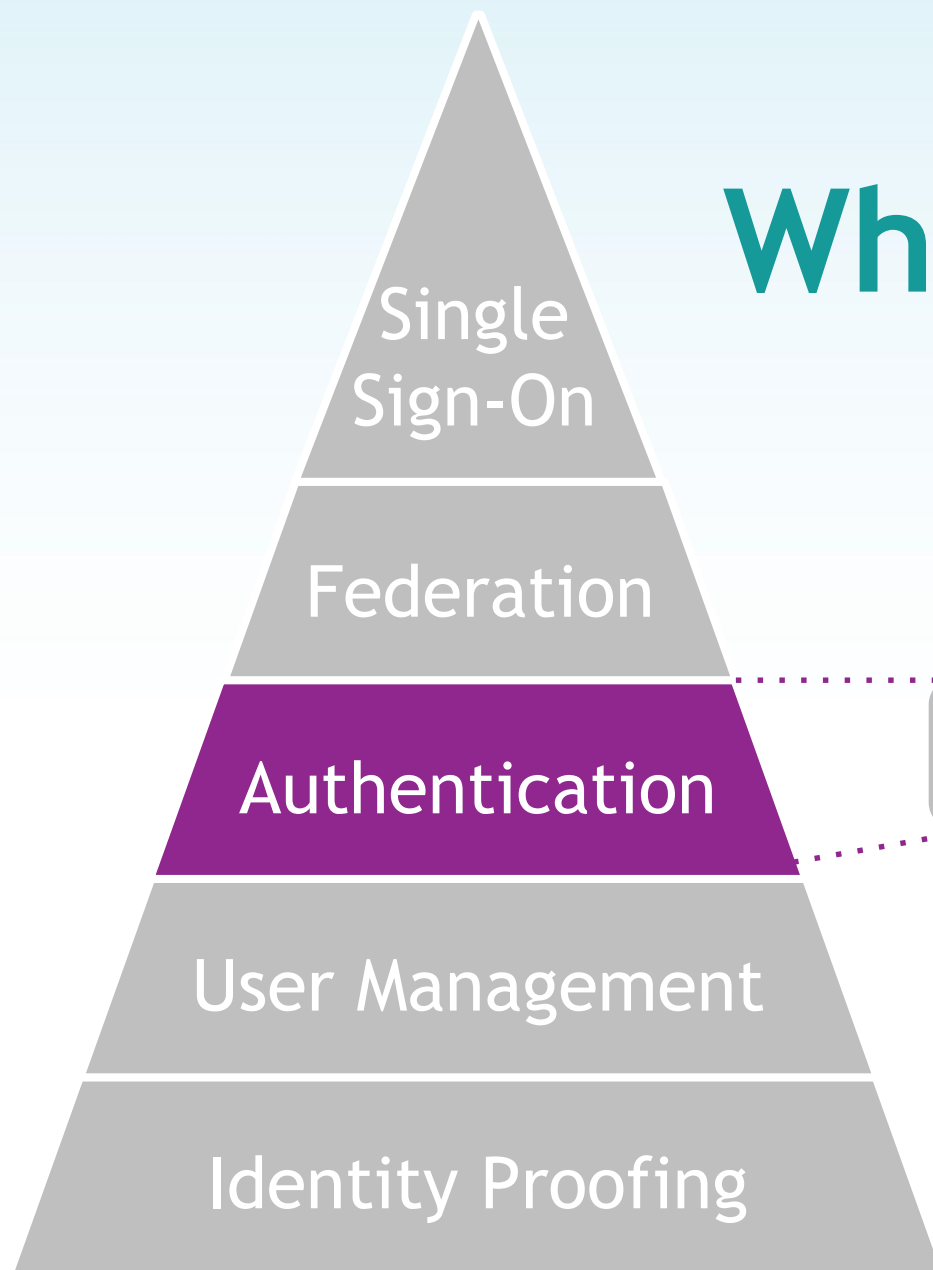 Wh
Single
Sign-On
Federation
Authentication
User Management
Identity Proofing